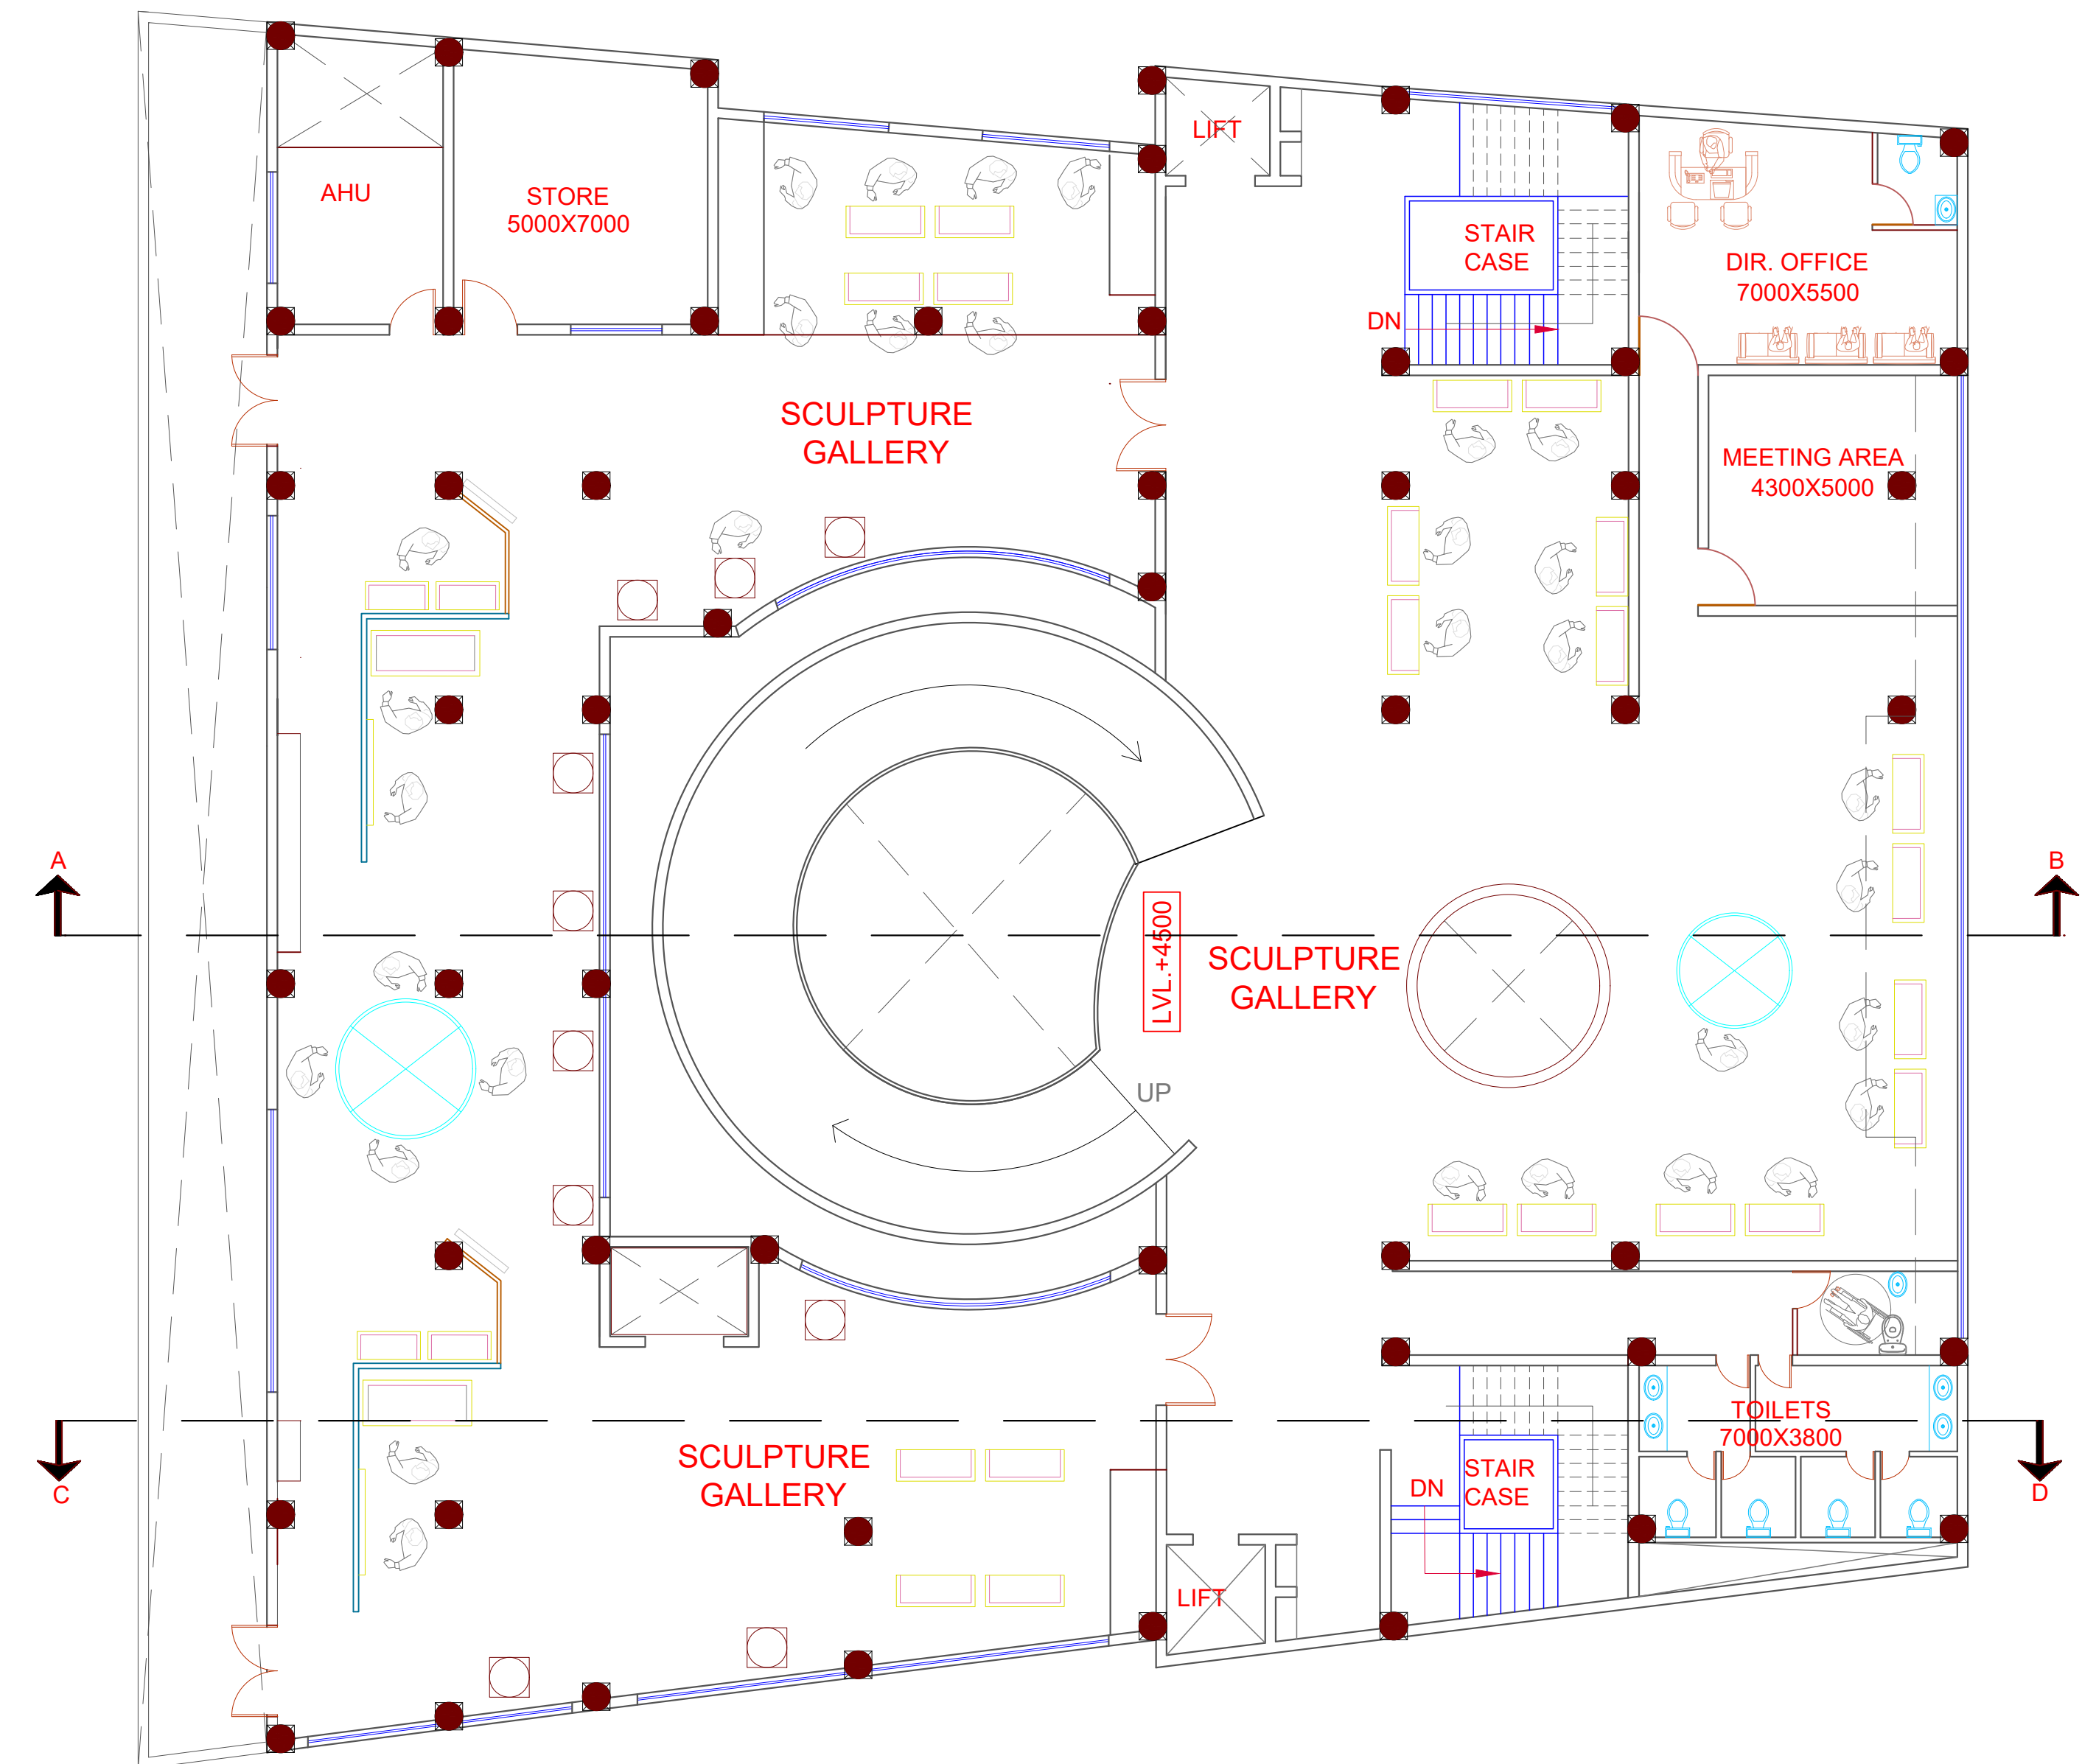 LIFT
AHU
STORE
5000X7000
STAIR
CASE
DIR. OFFICE
7000X5500
DN
SCULPTURE
GALLERY
MEETING AREA
4300X5000
A
B
LVL.+4500
SCULPTURE
GALLERY
UP
TOILETS
7000X3800
SCULPTURE
GALLERY
STAIR
CASE
DN
C
D
LIFT